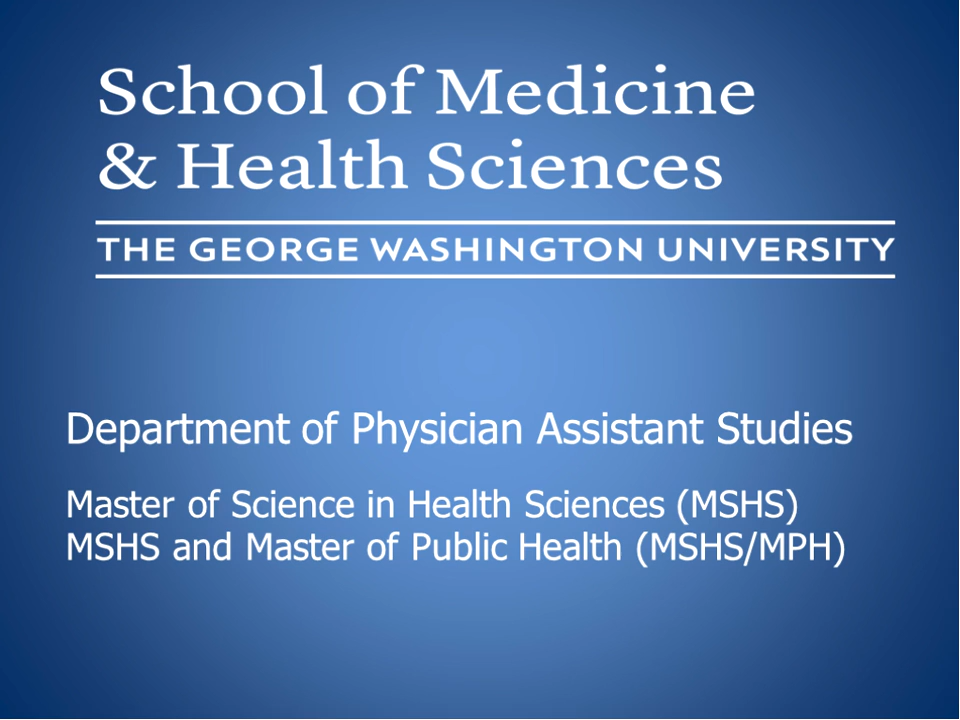 School of Medicine
& Health Sciences
THE GEORGE WASHINGTON UNIVERSITY
Department of Physician Assistant Studies
Master of Science in Health Sciences (MSHS)
MSHS and Master of Public Health (MSHS/MPH)